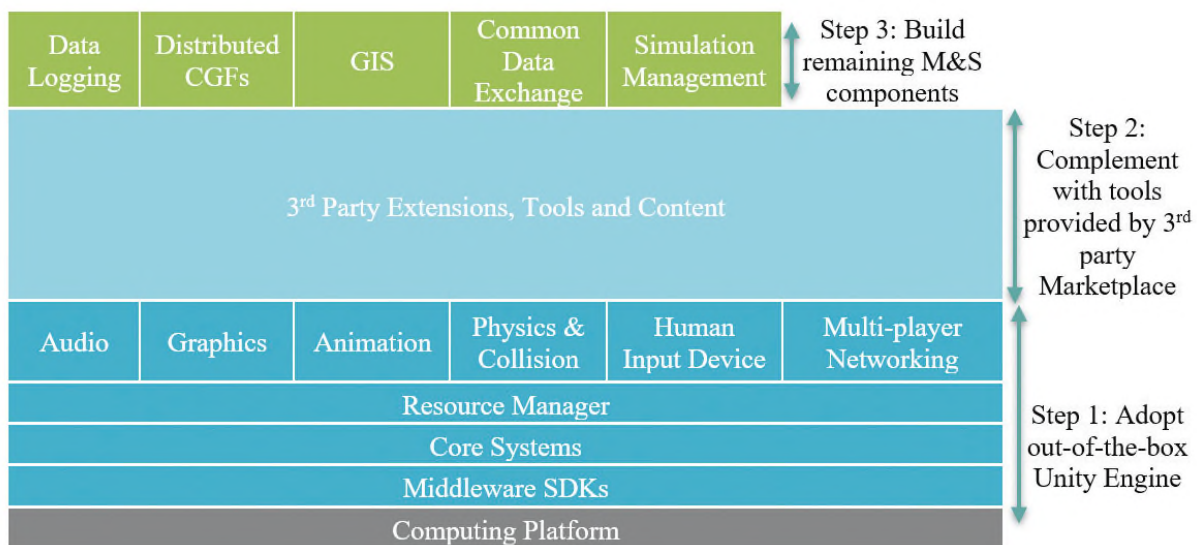 Data
Logging
Distributed
CGFs
GIS
Common
Data
Exchange
Simulation
Management
Step 3: Build
remaining M&S
components
3rd Party Extensions, Tools and Content
Step 2:
Complement
with tools
provided by 3rd
party
Marketplace
Audio
Graphics
Animation
Physics &
Collision
Human
Input Device
Multi-player
Networking
Resource Manager
Core Systems
Middleware SDKs
Computing Platform
Step 1: Adopt
out-of-the-box
Unity Engine